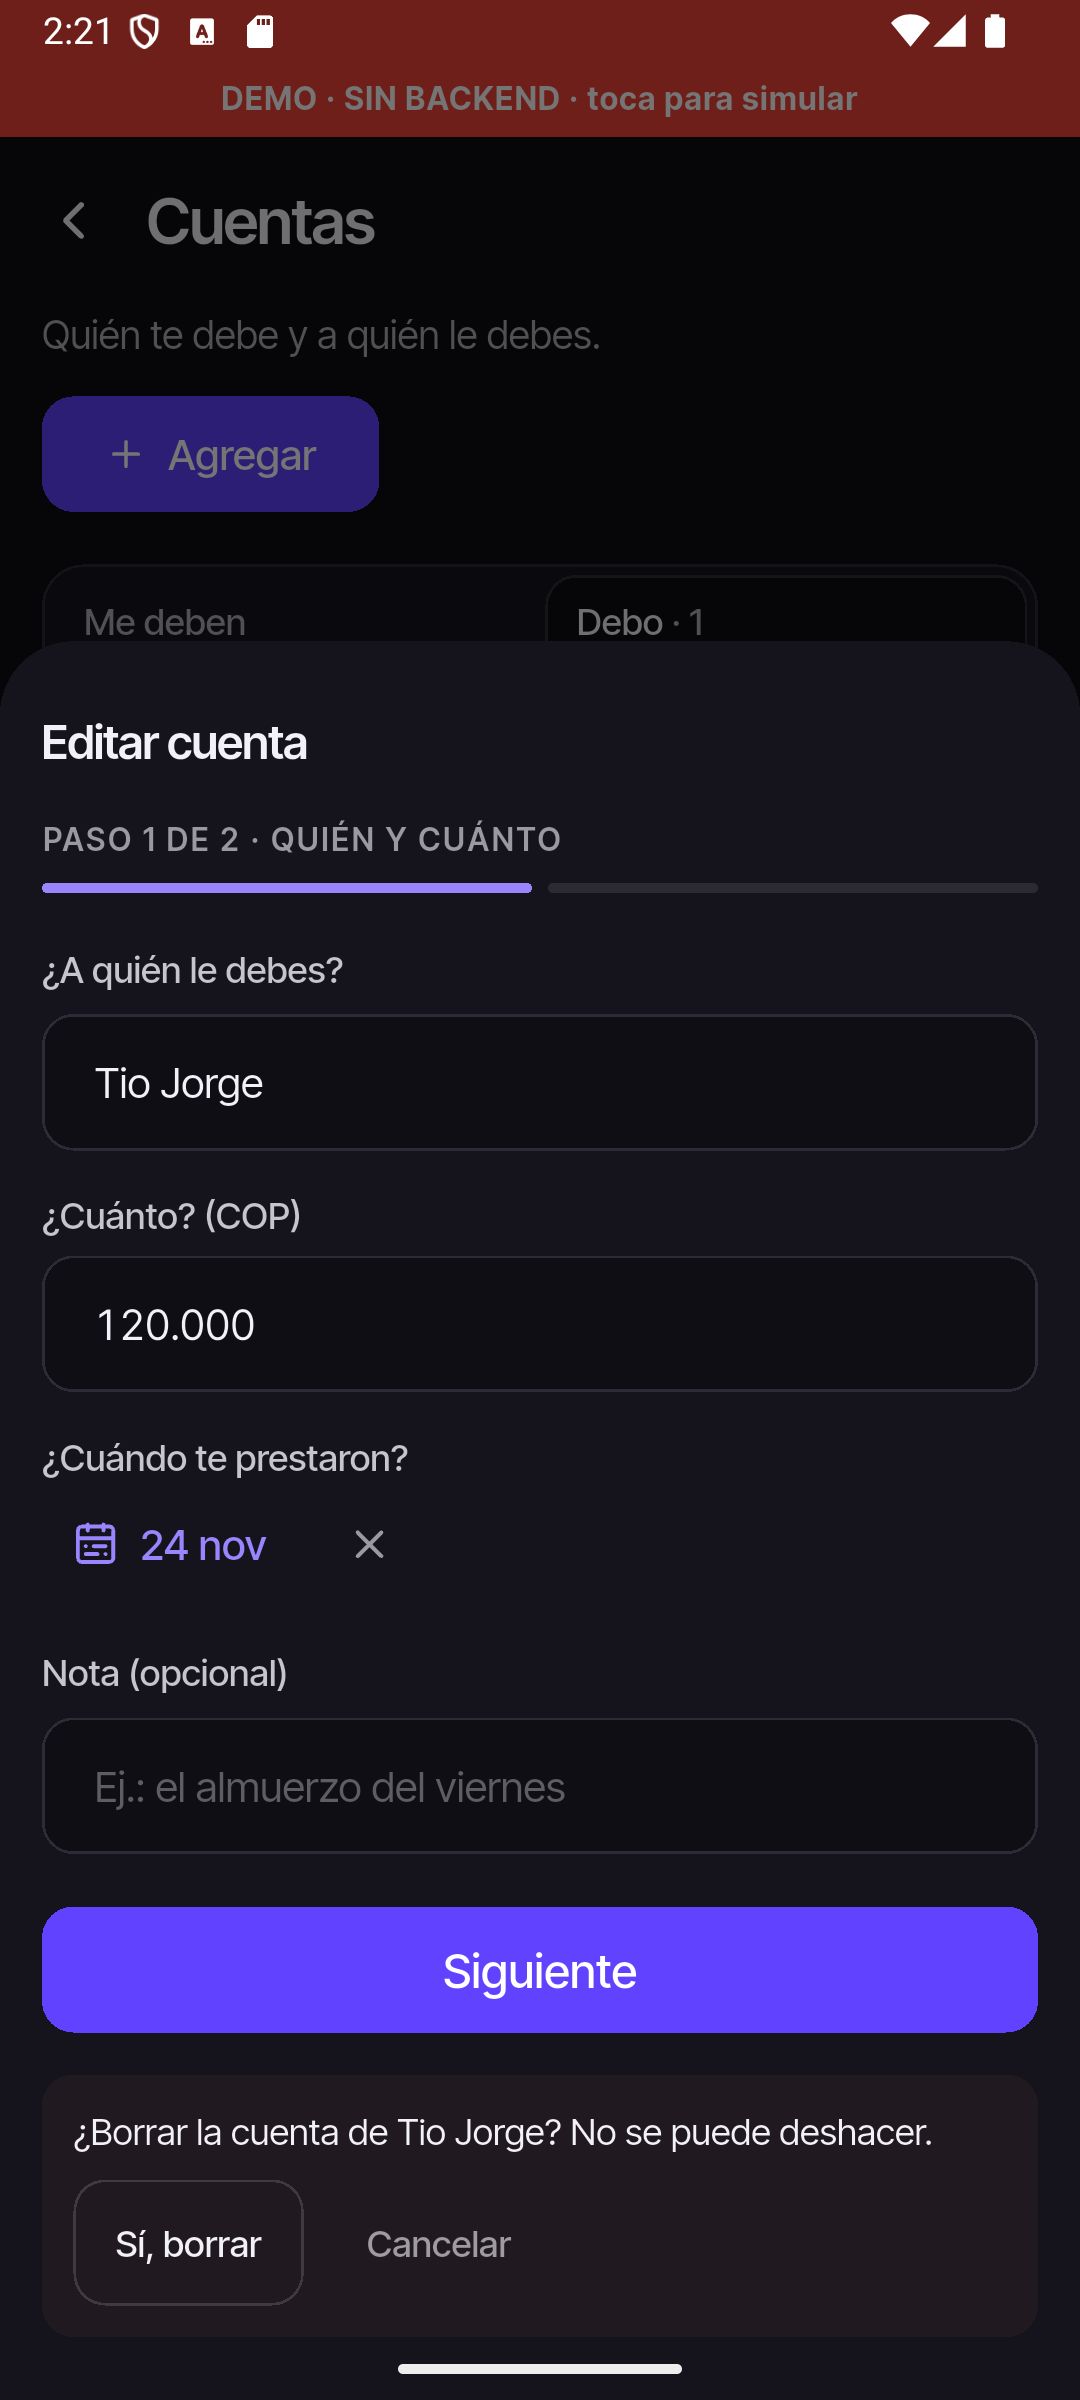 2:21
DEMO · SIN BACKEND · toca para simular
Cuentas
Quién te debe y a quién le debes.
+ Agregar
Me deben
Debo · 1
Editar cuenta
PASO 1 DE 2 · QUIÉN Y CUÁNTO
¿A quién le debes?
Tio Jorge
¿Cuánto? (COP)
120.000
¿Cuándo te prestaron?
24 nov
Nota (opcional)
Ej.: el almuerzo del viernes
Siguiente
¿Borrar la cuenta de Tio Jorge? No se puede deshacer.
Sí, borrar
Cancelar